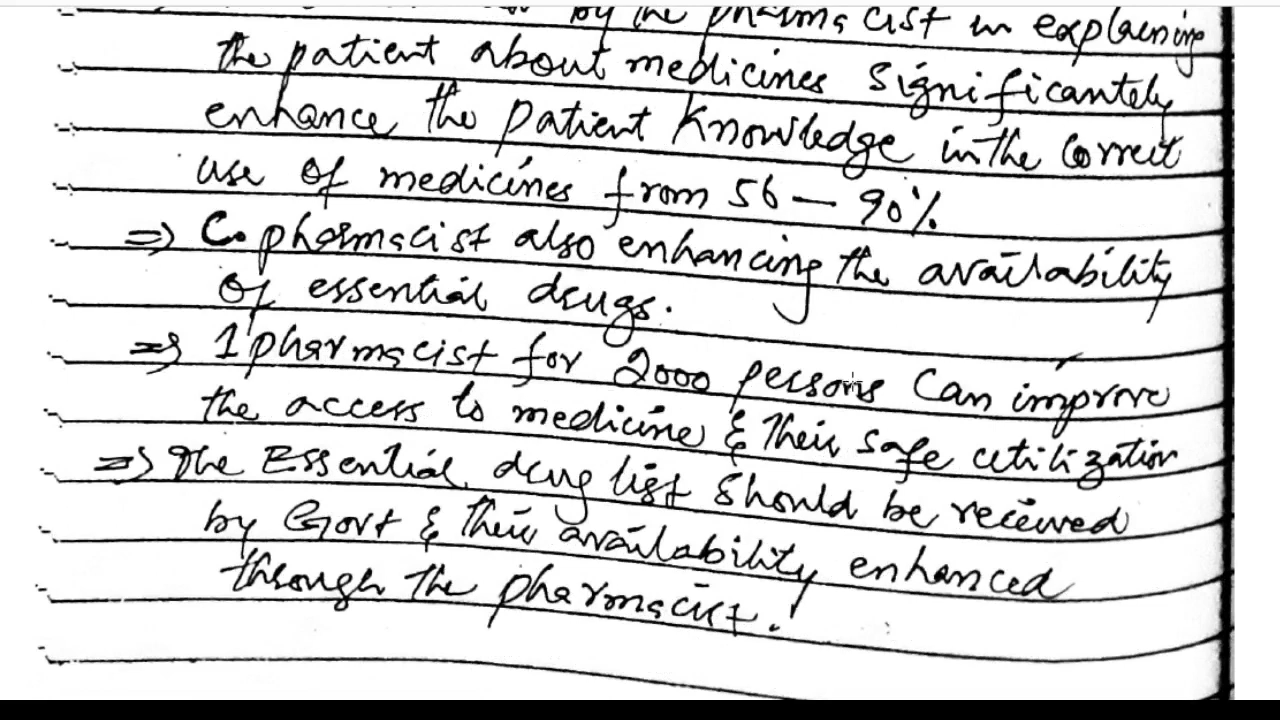 by the pharmacist in explaining
the patient about medicines significantely
enhance the patient Knowledge in the correct
use of medicines from 56 — 90%
=> C. pharmacist also enhancing the availability
of essential drugs.
=> 1 pharmacist for 2000 persons can improve
the access to medicine & their safe utilization
=> The Essential drug list should be received
by Govt & their availability enhanced
through the pharmacist.